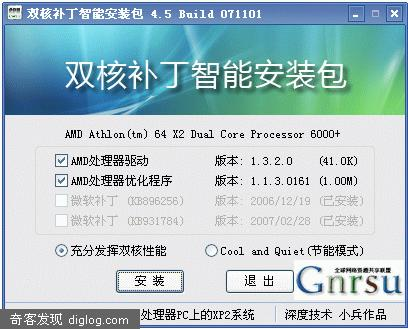 双核补丁智能安装包 4.5 Build 071101
双核补丁智能安装包
AMD Athlon(tm) 64 X2 Dual Core Processor 6000+
AMD处理器驱动 版本: 1.3.2.0 (41.0K)
AMD处理器优化程序 版本: 1.1.3.0161 (1.00M)
微软补丁 (KB896256) 版本: 2006/12/19 (已安装)
微软补丁 (KB931784) 版本: 2007/02/28 (已安装)
充分发挥双核性能 Cool and Quiet(节能模式)
安 装 退 出
全球网络资源共享联盟
Gnrsu
奇客发现 diglog.com 处理器PC上的XP2系统 深度技术 小兵作品